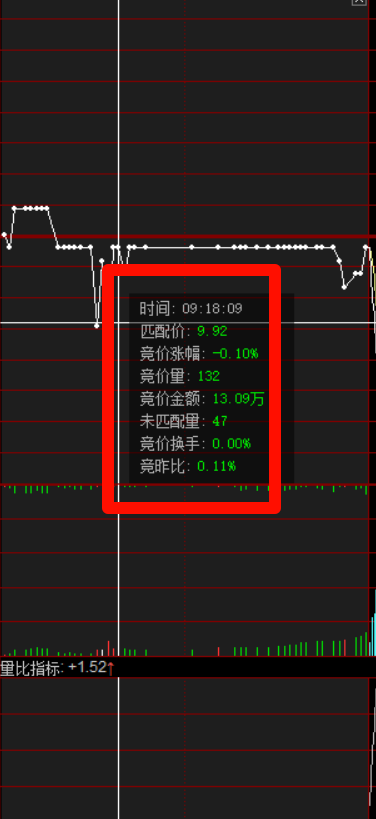 时间: 09:18:09
匹配价: 9.92
竞价涨幅: -0.10%
竞价量: 132
竞价金额: 13.09万
未匹配量: 47
竞价换手: 0.00%
竞昨比: 0.11%
量比指标: +1.52↑